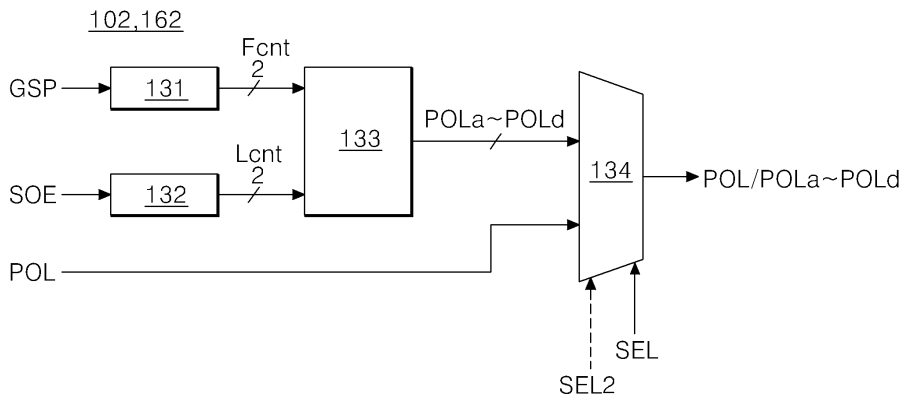 102,162
Fcnt
2
GSP
131
133
POLa~POLd
134
POL/POLa~POLd
Lcnt
2
SOE
132
POL
SEL
SEL2